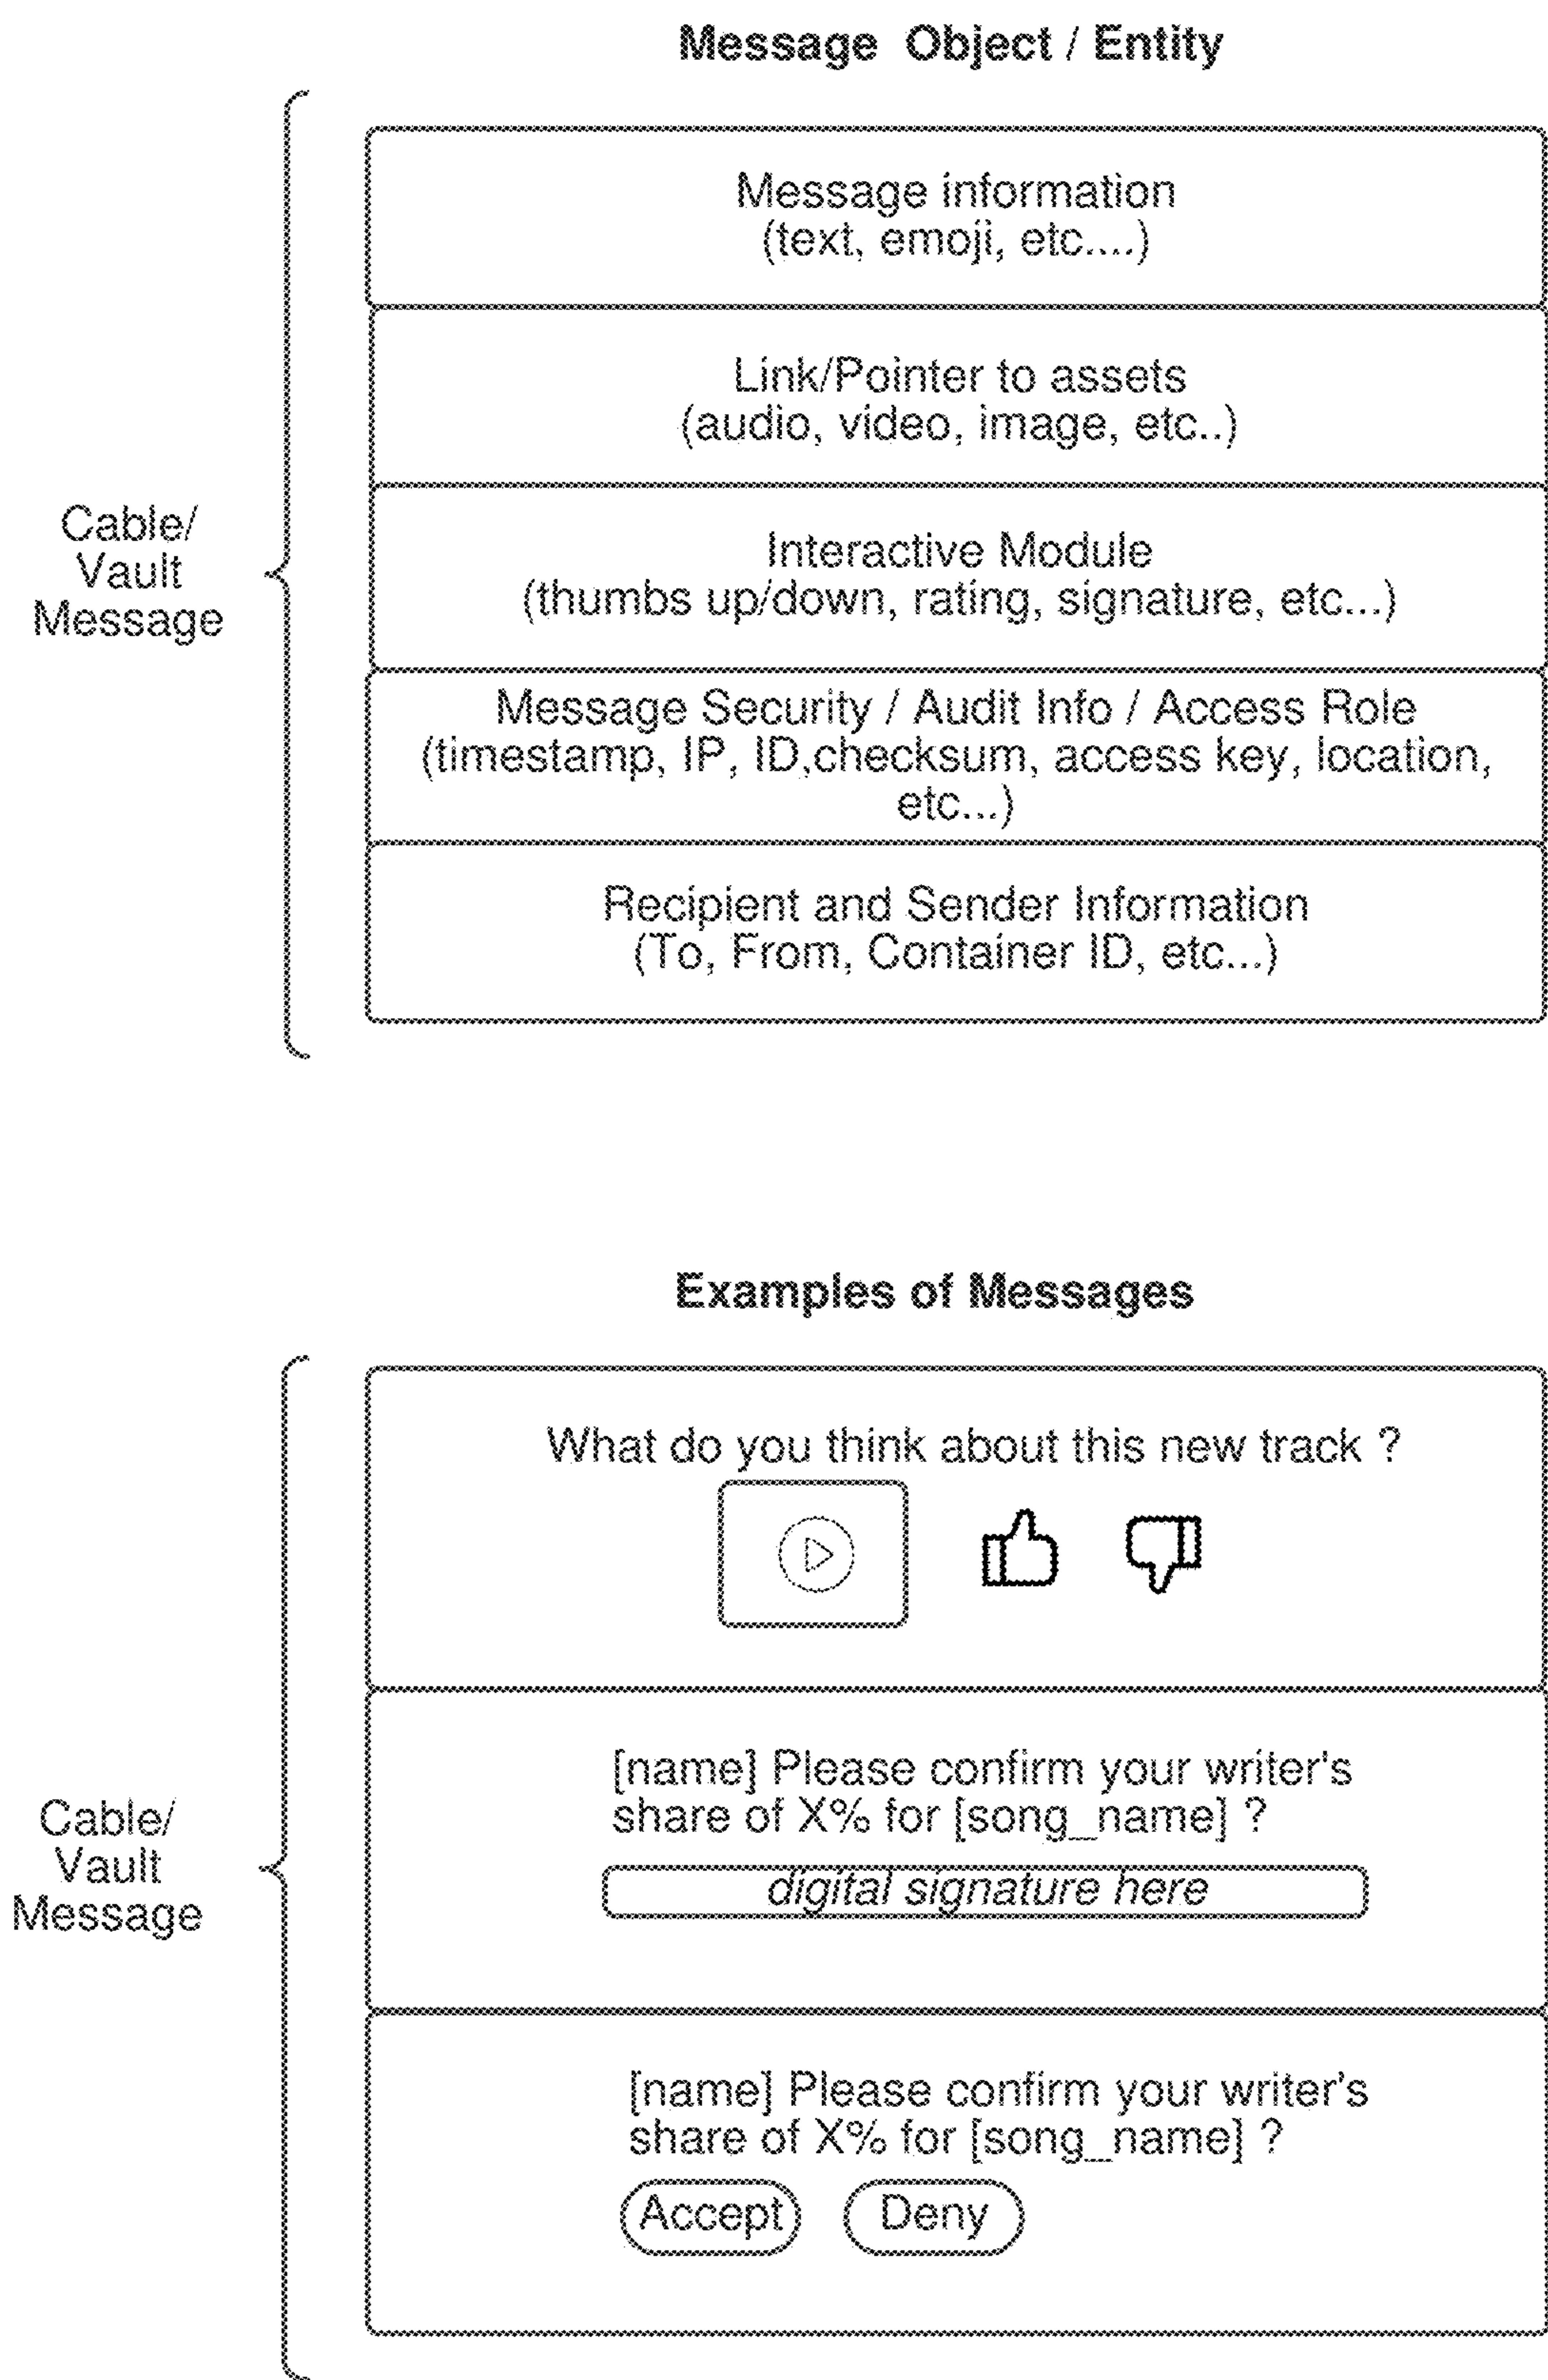 Message Object / Entity
Cable/
Vault
Message
Message information
(text, emoji, etc....)
Link/Pointer to assets
(audio, video, image, etc..)
Interactive Module
(thumbs up/down, rating, signature, etc...)
Message Security / Audit Info / Access Role
(timestamp, IP, ID,checksum, access key, location,
etc...)
Recipient and Sender Information
(To, From, Container ID, etc...)
Examples of Messages
Cable/
Vault
Message
What do you think about this new track ?
[name] Please confirm your writer's
share of X% for [song_name] ?
digital signature here
[name] Please confirm your writer's
share of X% for [song_name] ?
Accept Deny